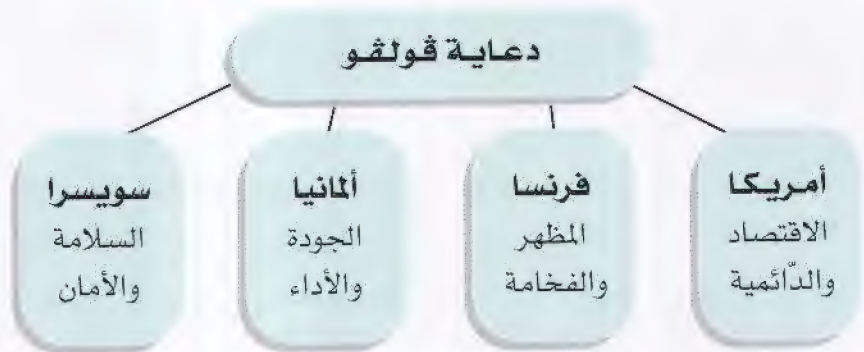 دعاية ڤولڤو
أمريكا
الاقتصاد
والدّائمية
فرنسا
المظهر
والفخامة
ألمانيا
الجودة
والأداء
سويسرا
السلامة
والأمان